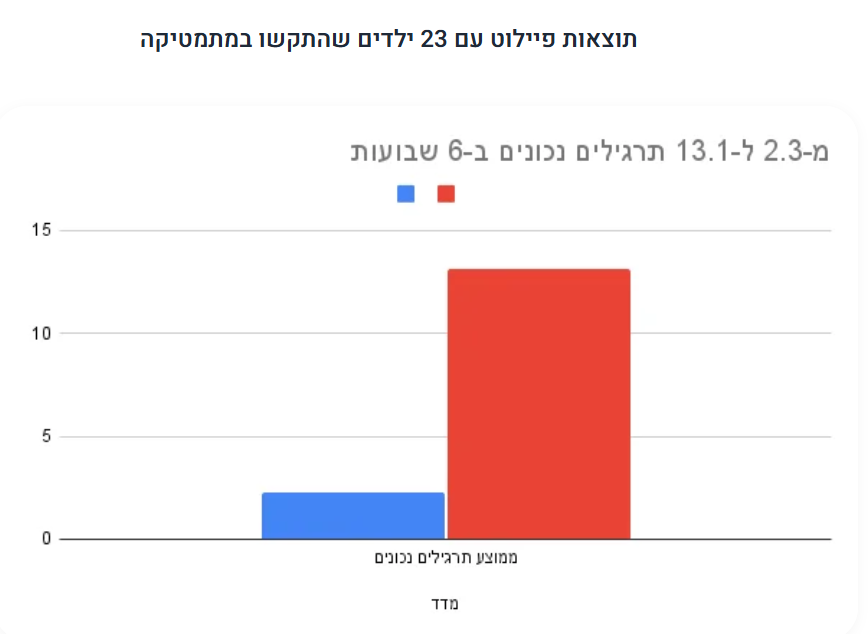 תוצאות פיילוט עם 23 ילדים שהתקשו במתמטיקה
מ-2.3 ל-13.1 תרגילים נכונים ב-6 שבועות
15
10
5
0
ממוצע תרגילים נכונים
מדד